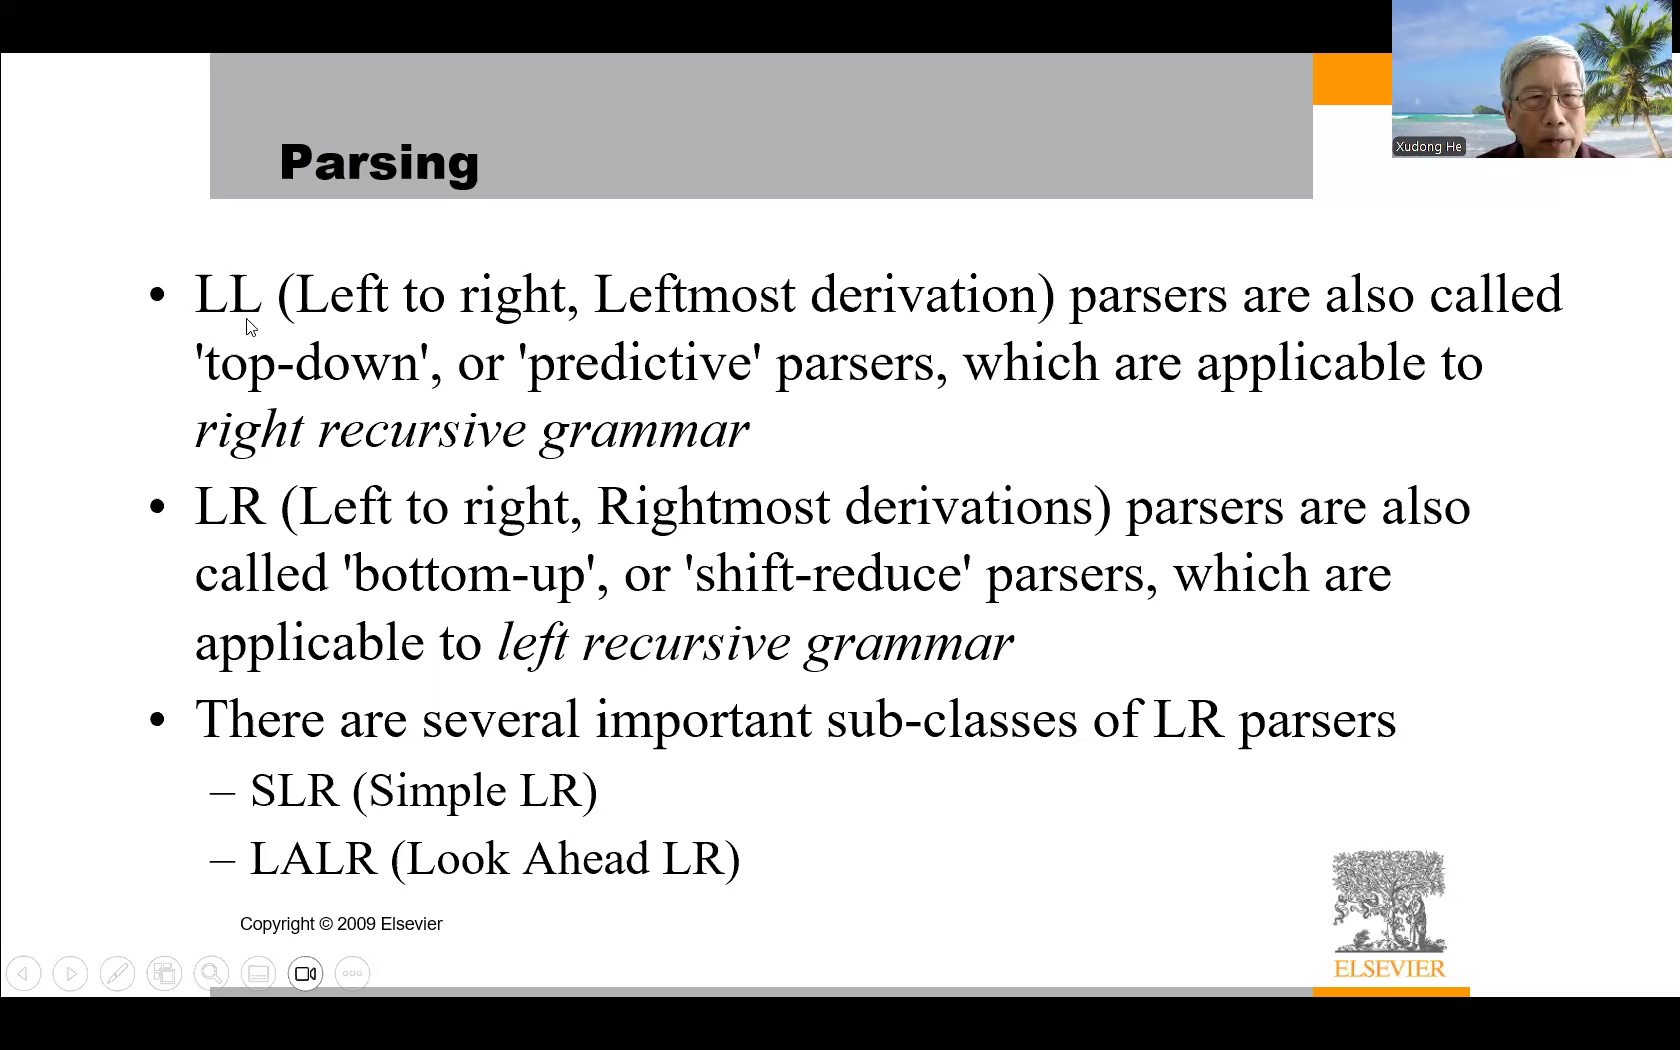 Xudong He
Parsing
• LL (Left to right, Leftmost derivation) parsers are also called
'top-down', or 'predictive' parsers, which are applicable to
right recursive grammar
• LR (Left to right, Rightmost derivations) parsers are also
called 'bottom-up', or 'shift-reduce' parsers, which are
applicable to left recursive grammar
• There are several important sub-classes of LR parsers
– SLR (Simple LR)
– LALR (Look Ahead LR)
Copyright © 2009 Elsevier
ELSEVIER